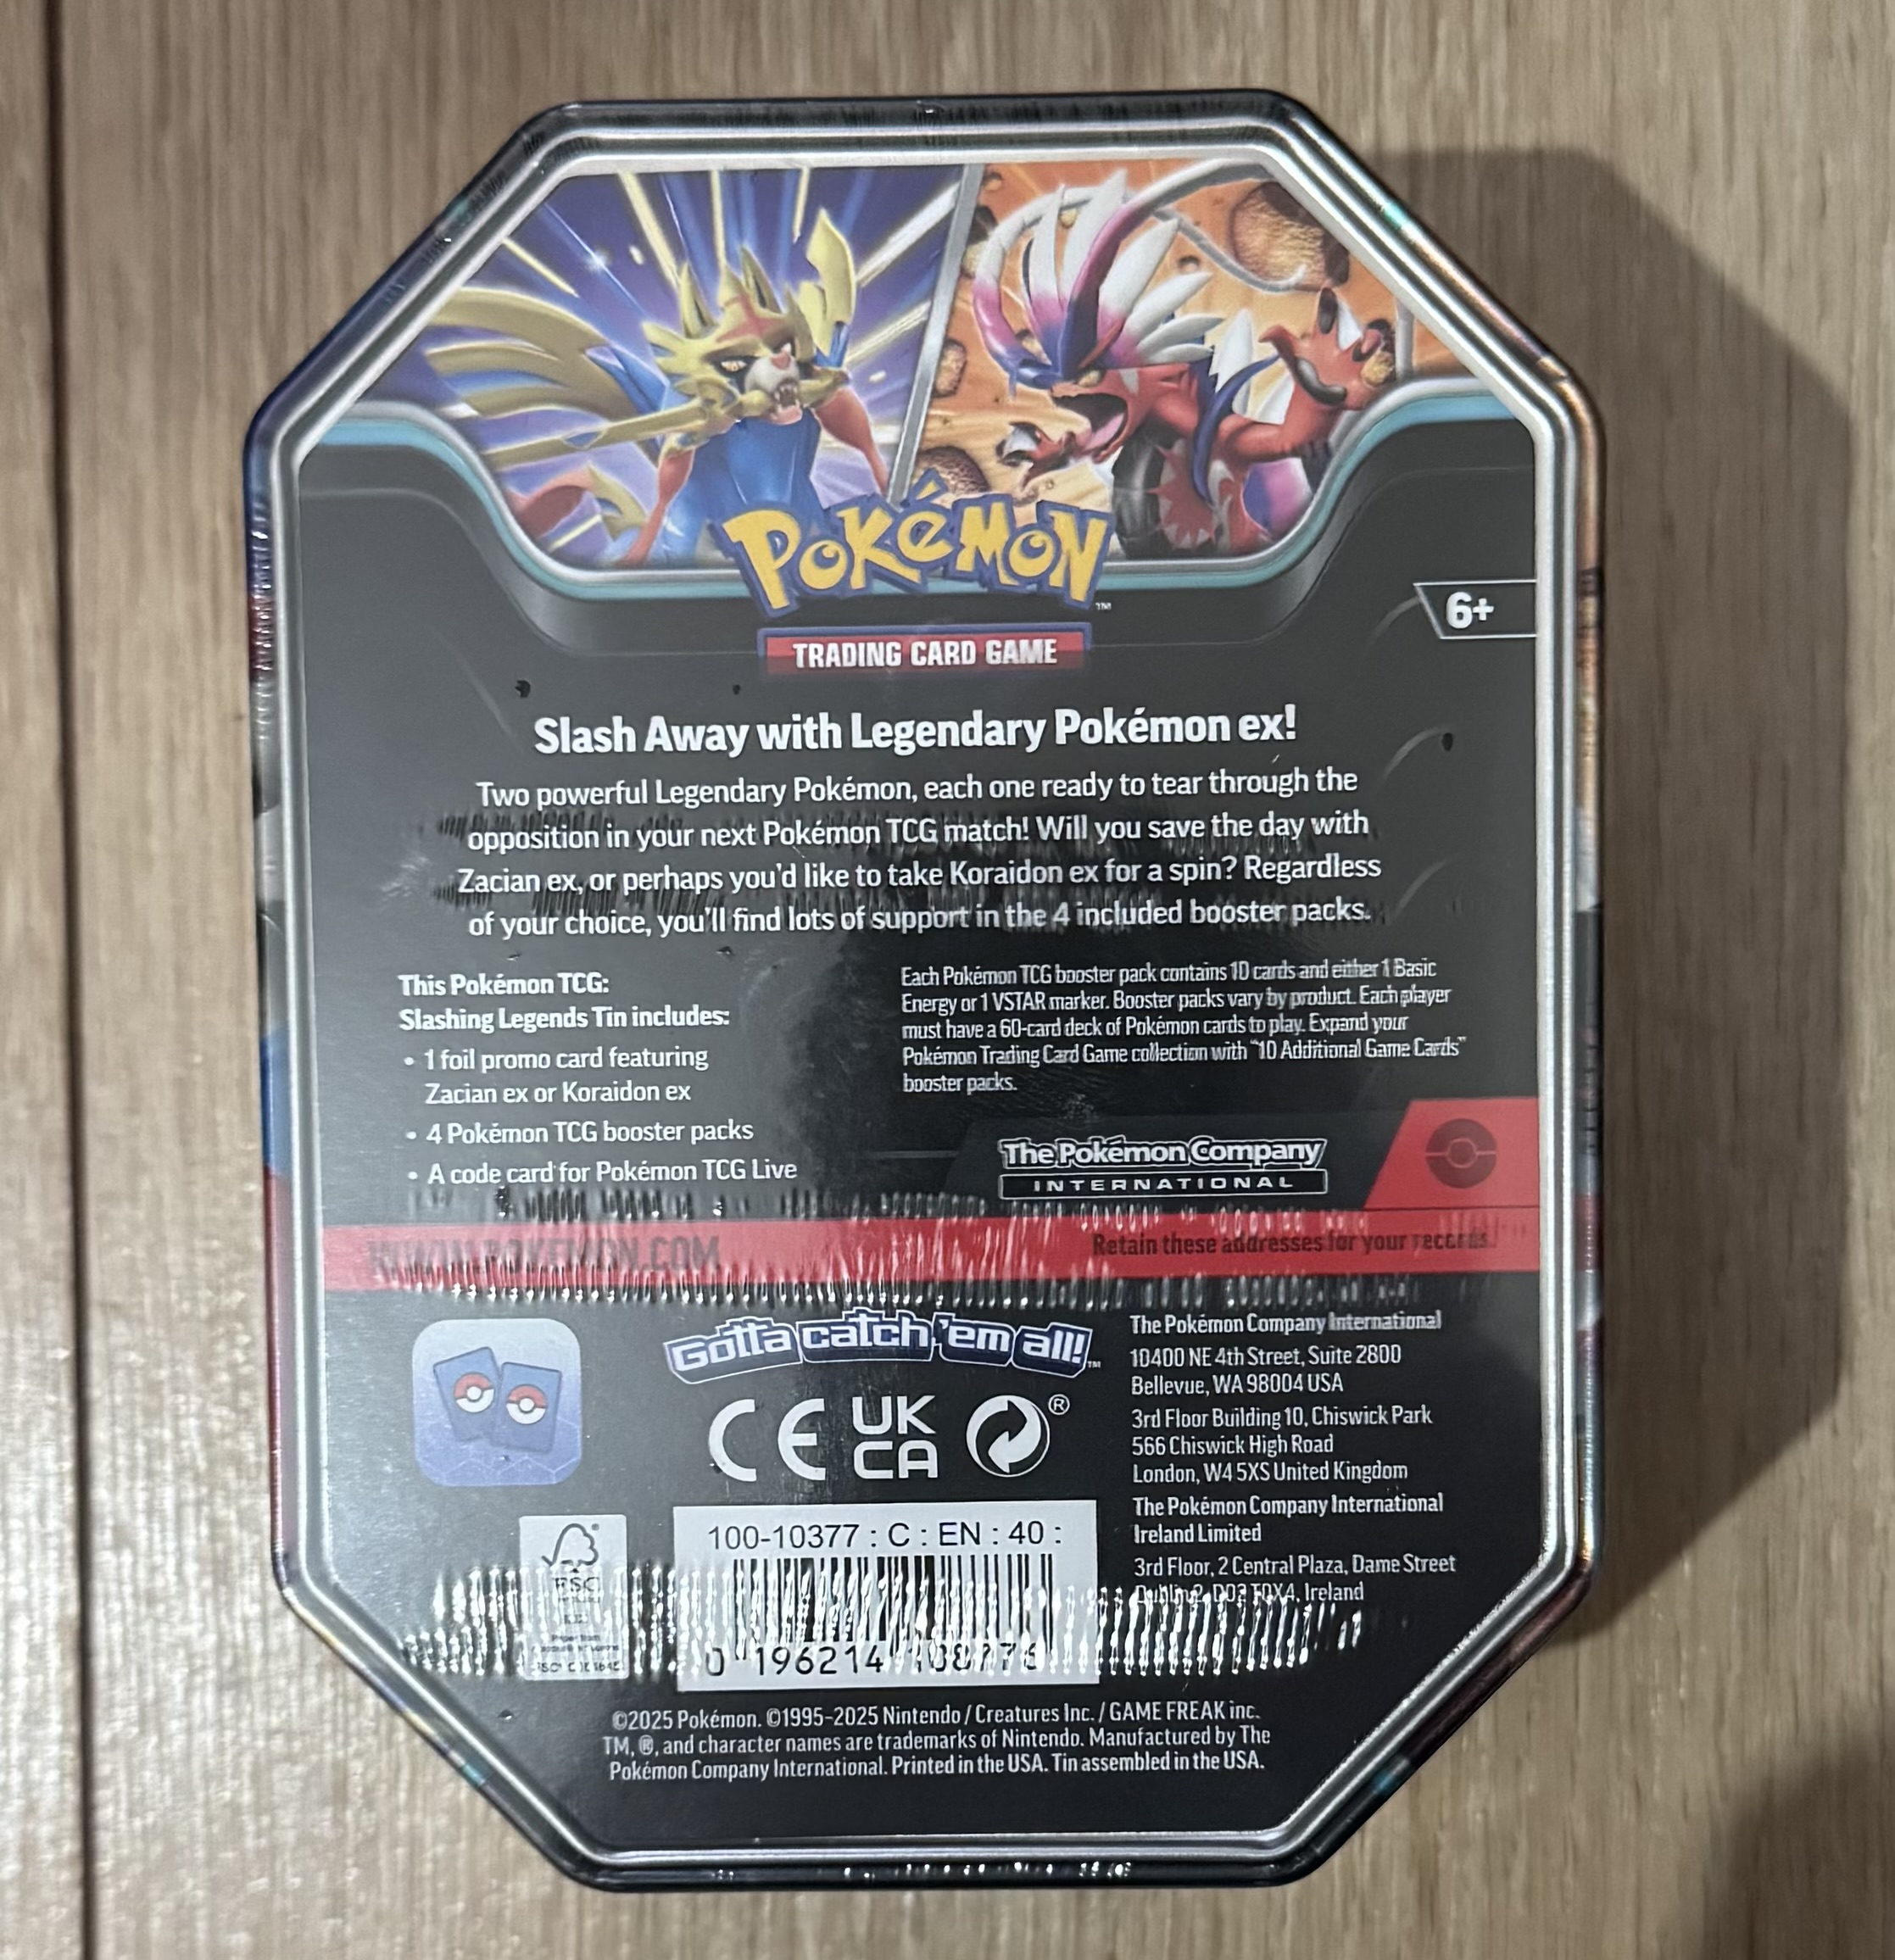 POKéMON
™
TRADING CARD GAME
6+
Slash Away with Legendary Pokémon ex!
Two powerful Legendary Pokémon, each one ready to tear through the
opposition in your next Pokémon TCG match! Will you save the day with
Zacian ex, or perhaps you'd like to take Koraidon ex for a spin? Regardless
of your choice, you'll find lots of support in the 4 included booster packs.
This Pokémon TCG:
Slashing Legends Tin includes:
• 1 foil promo card featuring
Zacian ex or Koraidon ex
• 4 Pokémon TCG booster packs
• A code card for Pokémon TCG Live
Each Pokémon TCG booster pack contains 10 cards and either 1 Basic
Energy or 1 VSTAR marker. Booster packs vary by product. Each player
must have a 60-card deck of Pokémon cards to play. Expand your
Pokémon Trading Card Game collection with "10 Additional Game Cards"
booster packs.
The Pokémon Company
INTERNATIONAL
WWW.POKEMON.COM
Retain these addresses for your records.
Gotta catch 'em all!™
CE UK
CA
®
The Pokémon Company International
10400 NE 4th Street, Suite 2800
Bellevue, WA 98004 USA
3rd Floor Building 10, Chiswick Park
566 Chiswick High Road
London, W4 5XS United Kingdom
The Pokémon Company International
Ireland Limited
3rd Floor, 2 Central Plaza, Dame Street
Dublin 2, D02 T0X4, Ireland
FSC
100-10377 : C : EN : 40 :
0 196214
©2025 Pokémon. ©1995–2025 Nintendo / Creatures Inc. / GAME FREAK inc.
TM, ®, and character names are trademarks of Nintendo. Manufactured by The
Pokémon Company International. Printed in the USA. Tin assembled in the USA.